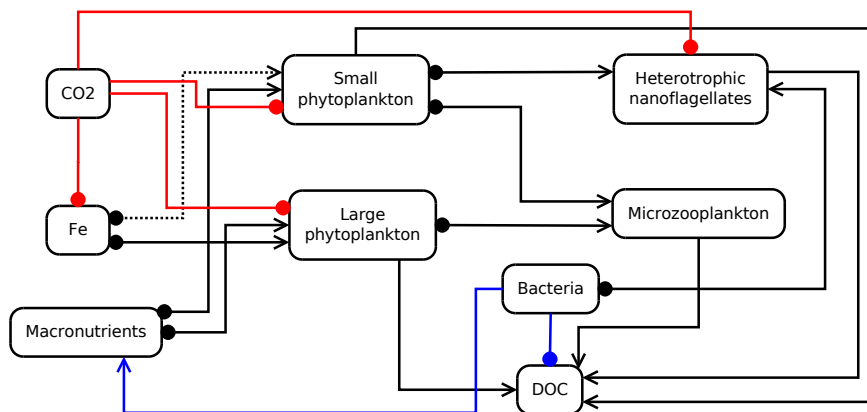 CO2
Small
phytoplankton
Heterotrophic
nanoflagellates
Fe
Large
phytoplankton
Microzooplankton
Macronutrients
Bacteria
DOC